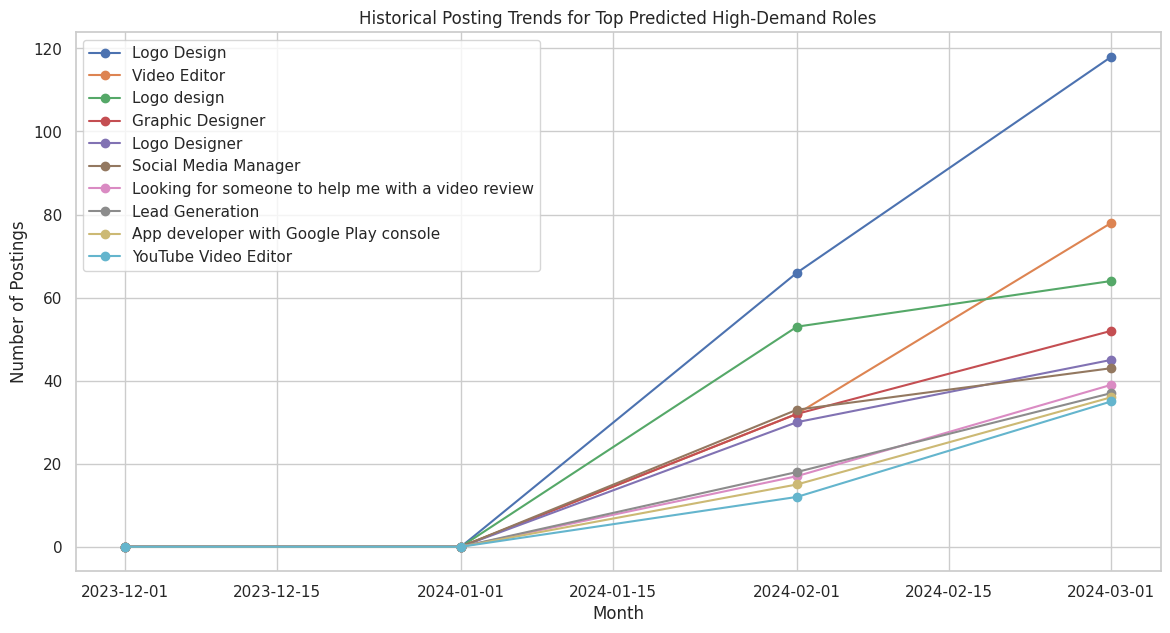 Historical Posting Trends for Top Predicted High-Demand Roles
Logo Design
Video Editor
Logo design
Graphic Designer
Logo Designer
Social Media Manager
Looking for someone to help me with a video review
Lead Generation
App developer with Google Play console
YouTube Video Editor
Number of Postings
120
100
80
60
40
20
0
2023-12-01
2023-12-15
2024-01-01
2024-01-15
2024-02-01
2024-02-15
2024-03-01
Month